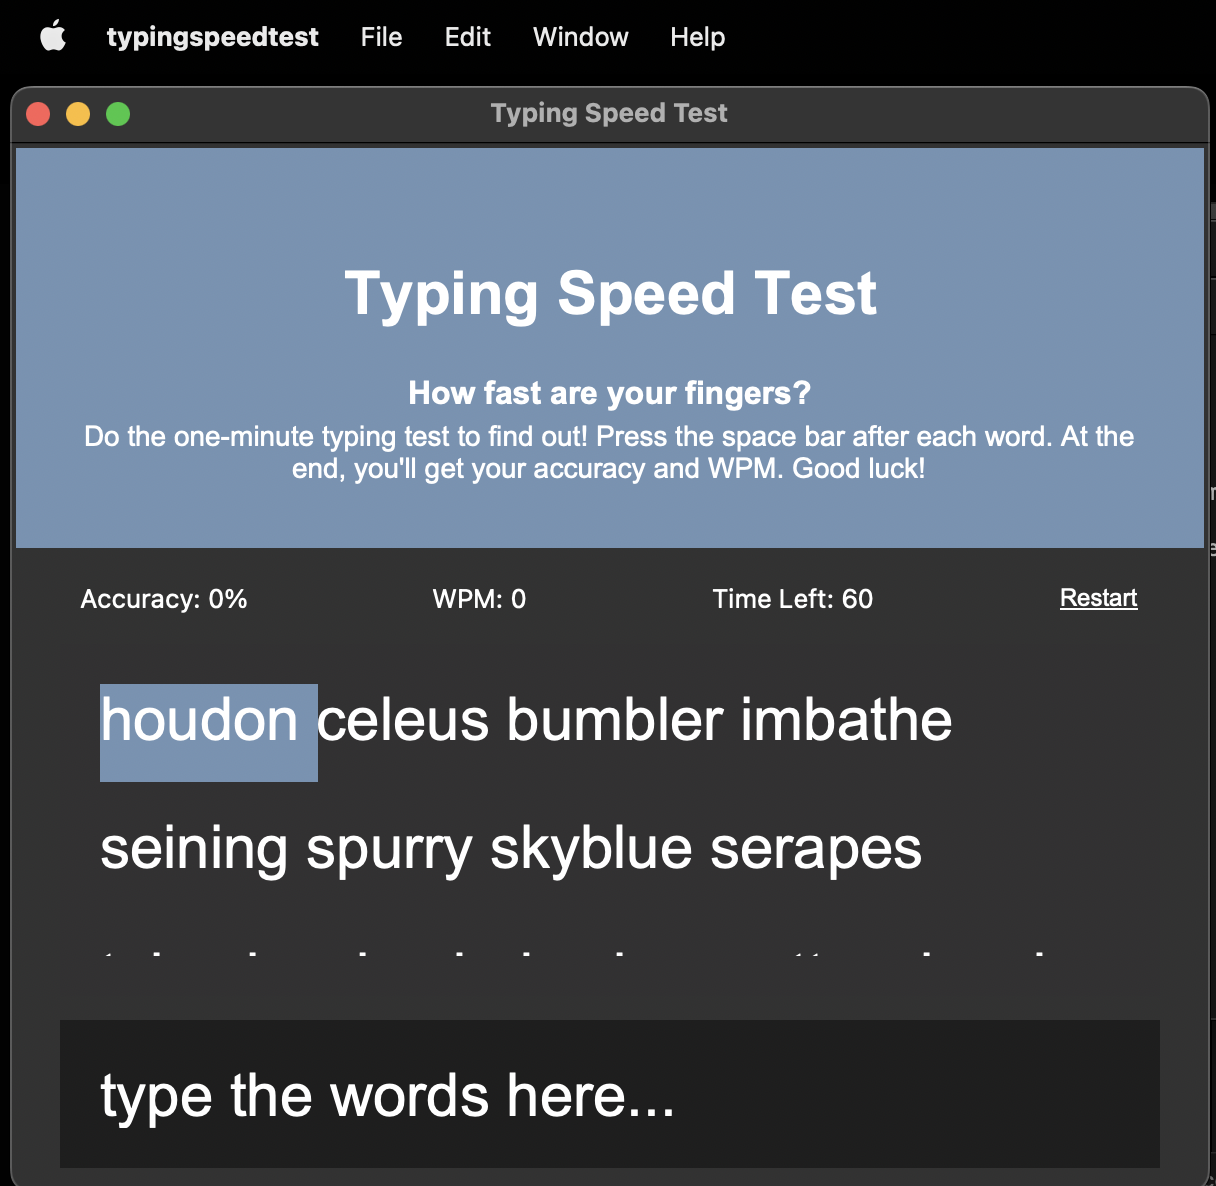 typingspeedtest File Edit Window Help
Typing Speed Test
Typing Speed Test
How fast are your fingers?
Do the one-minute typing test to find out! Press the space bar after each word. At the
end, you'll get your accuracy and WPM. Good luck!
Accuracy: 0% WPM: 0 Time Left: 60 Restart
houdon celeus bumbler imbathe
seining spurry skyblue serapes
type the words here...